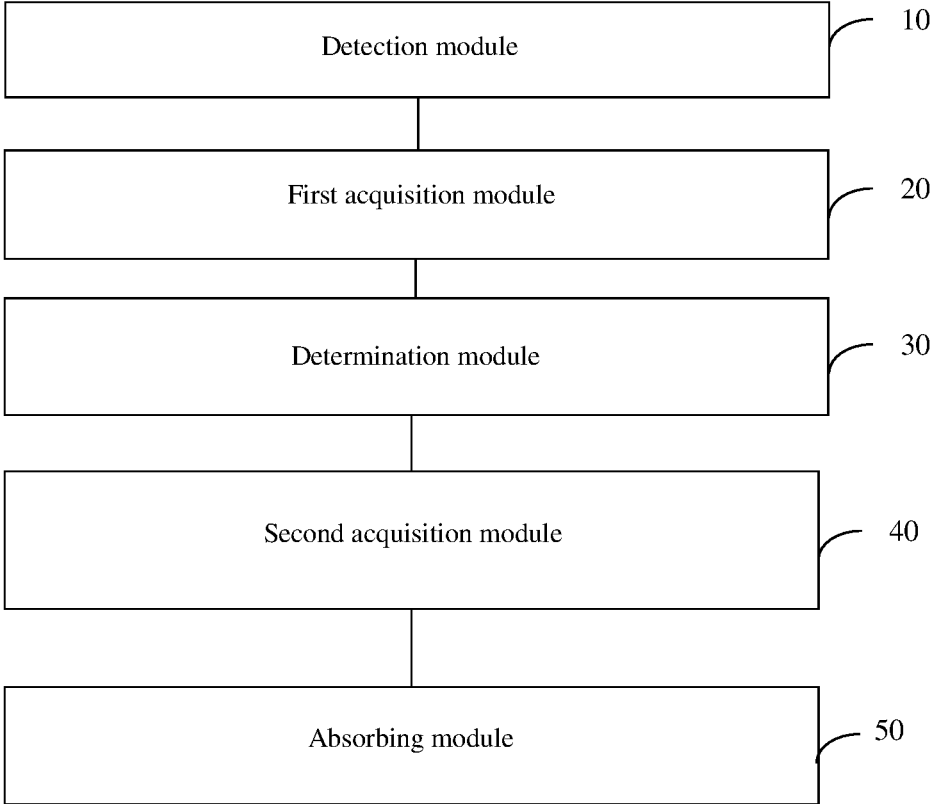 Detection module
10
First acquisition module
20
Determination module
30
Second acquisition module
40
Absorbing module
50